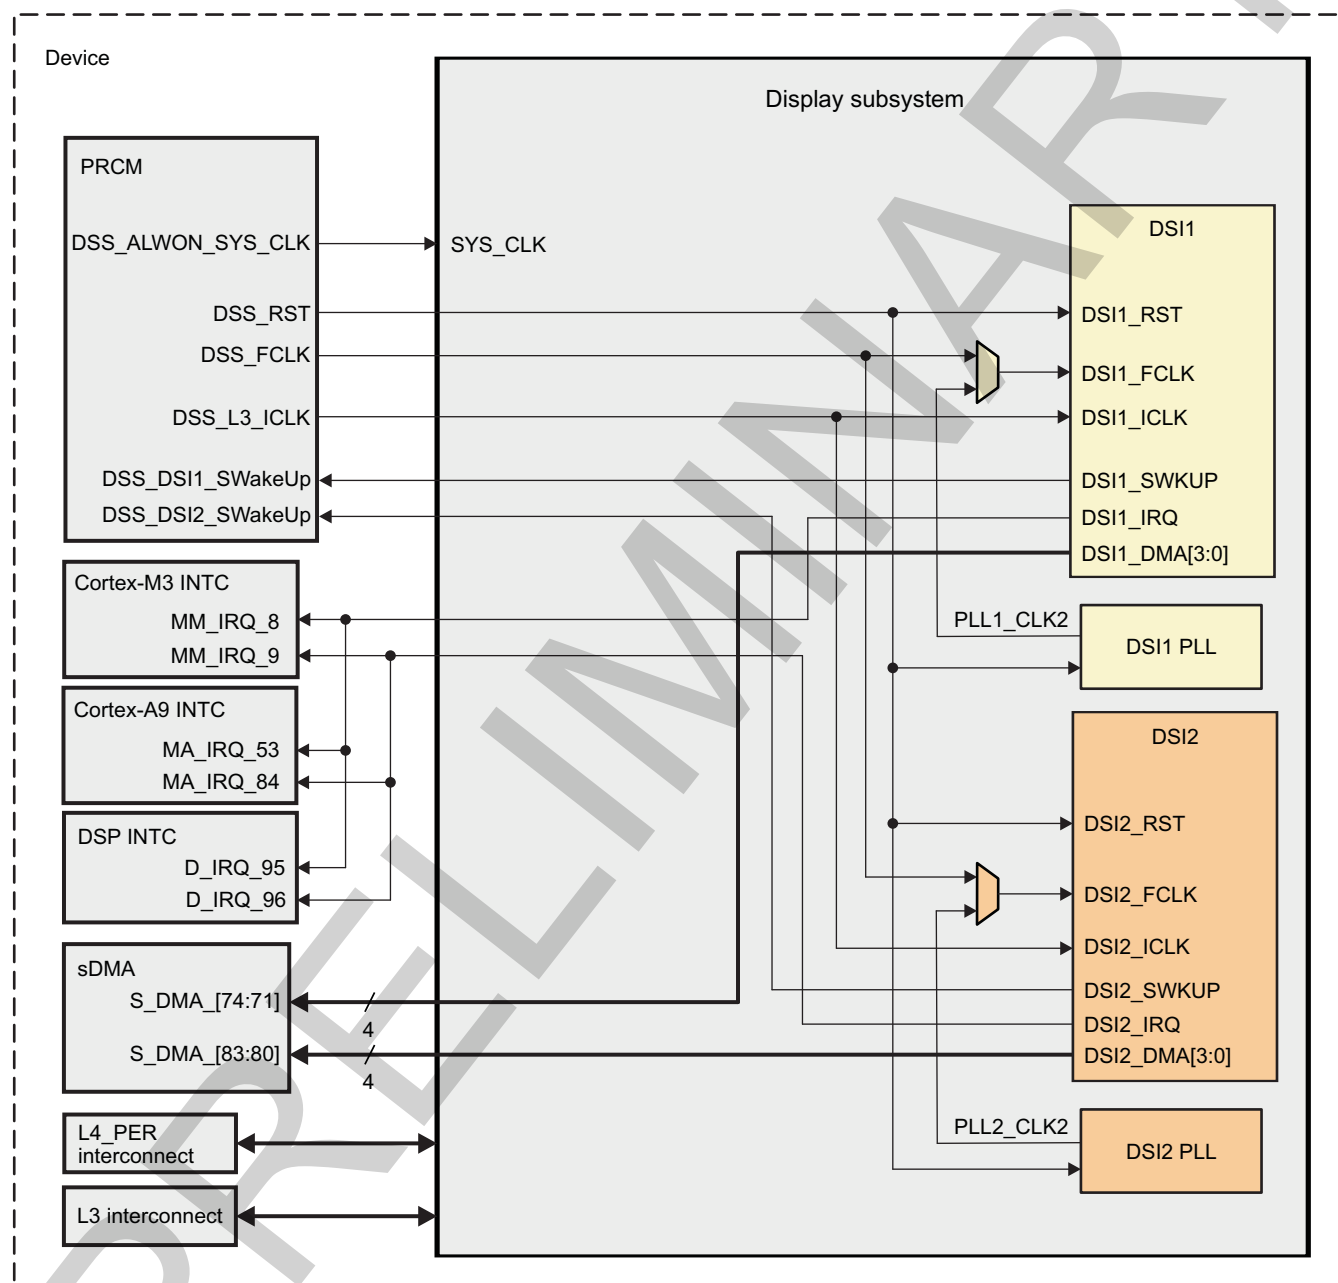 Device
Display subsystem
PRCM
DSS_ALWON_SYS_CLK
DSS_RST
DSS_FCLK
DSS_L3_ICLK
DSS_DSI1_SWakeUp
DSS_DSI2_SWakeUp
SYS_CLK
DSI1
DSI1_RST
DSI1_FCLK
DSI1_ICLK
DSI1_SWKUP
DSI1_IRQ
DSI1_DMA[3:0]
Cortex-M3 INTC
MM_IRQ_8
MM_IRQ_9
PLL1_CLK2
DSI1 PLL
Cortex-A9 INTC
MA_IRQ_53
MA_IRQ_84
DSP INTC
D_IRQ_95
D_IRQ_96
DSI2
DSI2_RST
DSI2_FCLK
DSI2_ICLK
DSI2_SWKUP
DSI2_IRQ
DSI2_DMA[3:0]
sDMA
S_DMA_[74:71]
4
S_DMA_[83:80]
4
L4_PER
interconnect
L3 interconnect
PLL2_CLK2
DSI2 PLL
PRELIMINAR